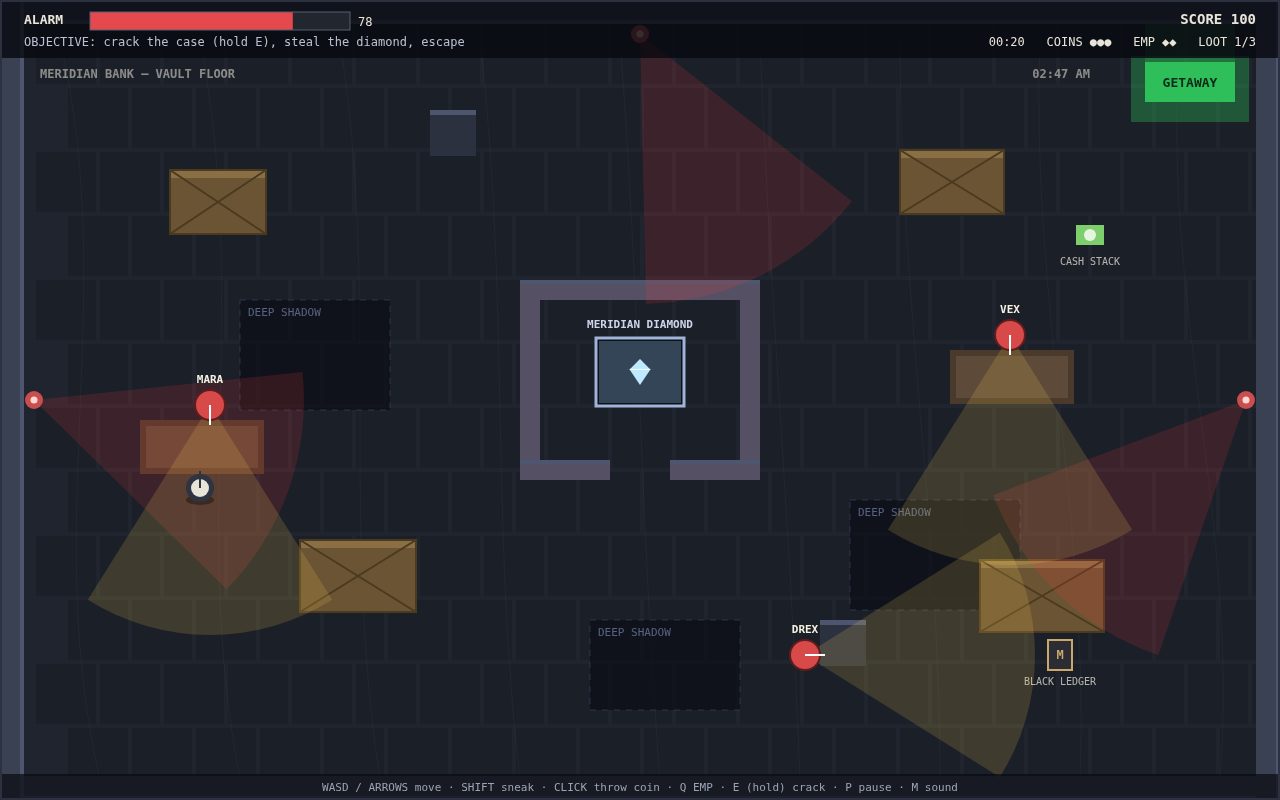 ALARM 78 SCORE 100
OBJECTIVE: crack the case (hold E), steal the diamond, escape 00:20 COINS ●●● EMP ◆◆ LOOT 1/3
MERIDIAN BANK — VAULT FLOOR 02:47 AM
GETAWAY
CASH STACK
DEEP SHADOW
VEX
MERIDIAN DIAMOND
MARA
DEEP SHADOW
DREX
DEEP SHADOW
M
BLACK LEDGER
WASD / ARROWS move · SHIFT sneak · CLICK throw coin · Q EMP · E (hold) crack · P pause · M sound